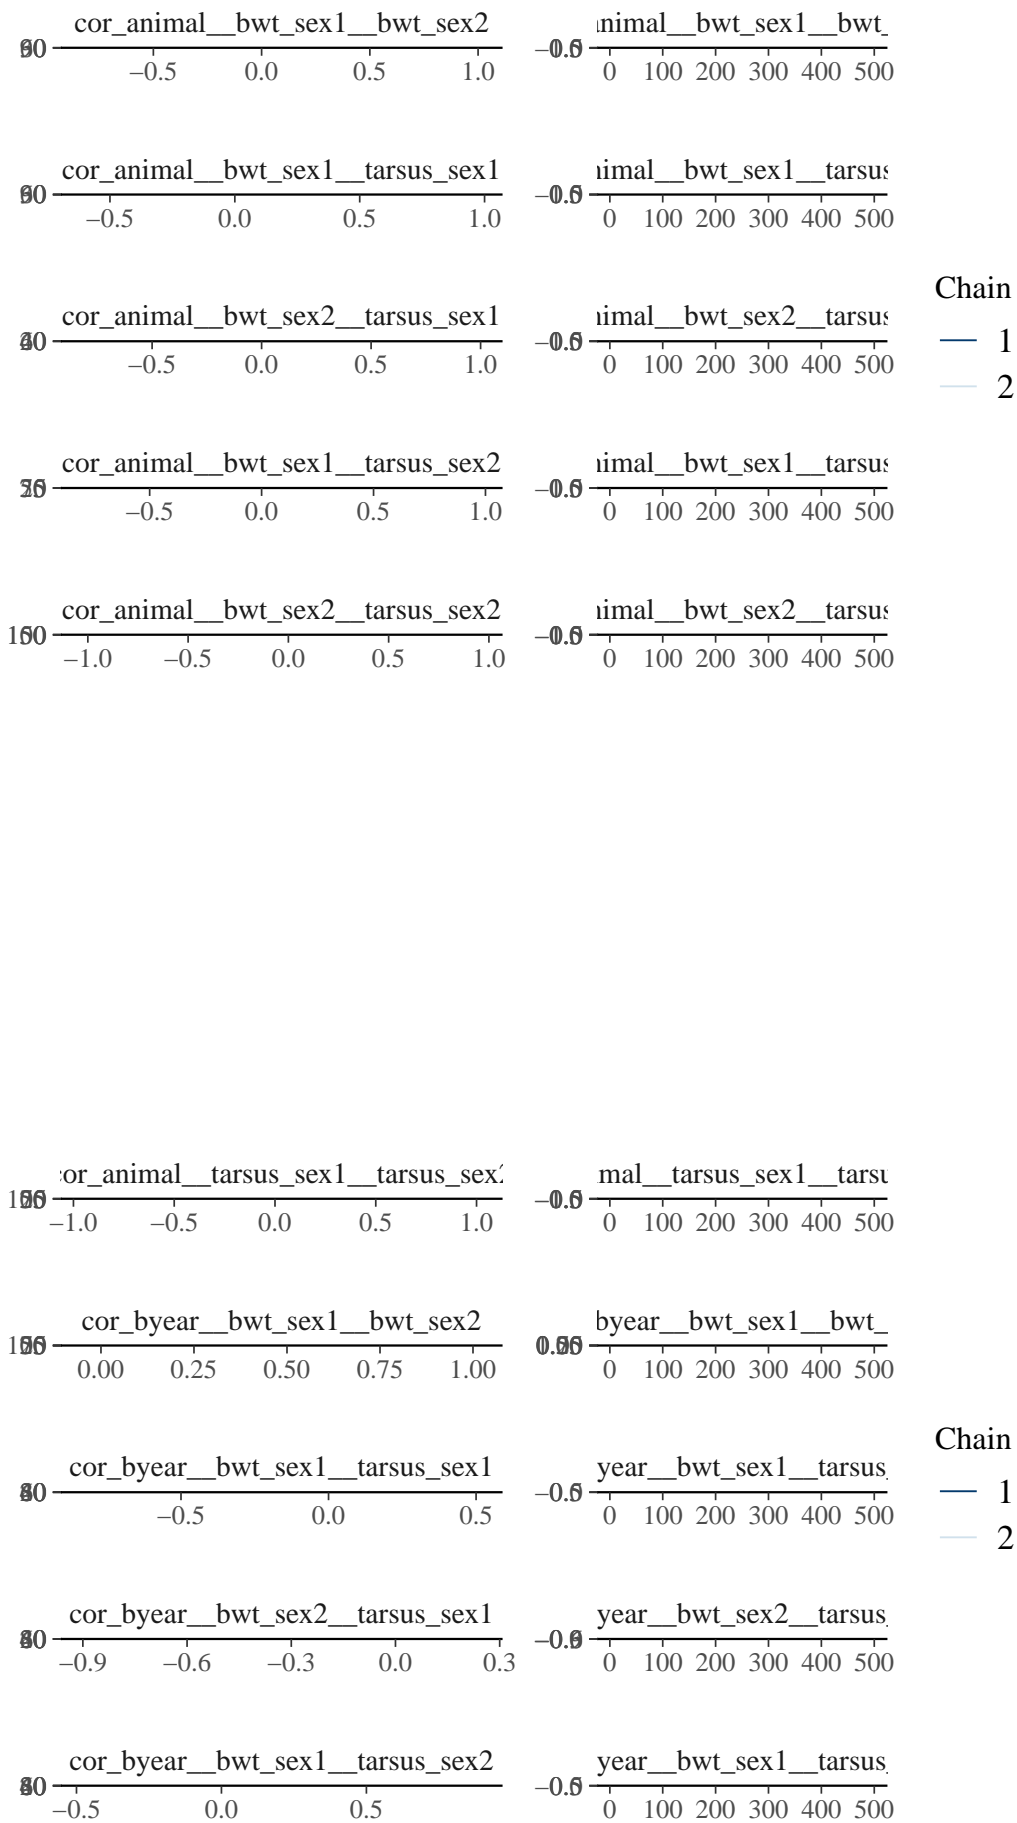 cor_animal__bwt_sex1__bwt_sex2 nimal__bwt_sex1__bwt_
−0.5 0.0 0.5 1.0 0 100 200 300 400 500
cor_animal__bwt_sex1__tarsus_sex1 imal__bwt_sex1__tarsus
−0.5 0.0 0.5 1.0 0 100 200 300 400 500
Chain
cor_animal__bwt_sex2__tarsus_sex1 imal__bwt_sex2__tarsus
1
−0.5 0.0 0.5 1.0 0 100 200 300 400 500
2
cor_animal__bwt_sex1__tarsus_sex2 imal__bwt_sex1__tarsus
−0.5 0.0 0.5 1.0 0 100 200 300 400 500
cor_animal__bwt_sex2__tarsus_sex2 imal__bwt_sex2__tarsus
−1.0 −0.5 0.0 0.5 1.0 0 100 200 300 400 500
or_animal__tarsus_sex1__tarsus_sex mal__tarsus_sex1__tarsu
−1.0 −0.5 0.0 0.5 1.0 0 100 200 300 400 500
cor_byear__bwt_sex1__bwt_sex2 byear__bwt_sex1__bwt_
0.00 0.25 0.50 0.75 1.00 0 100 200 300 400 500
Chain
cor_byear__bwt_sex1__tarsus_sex1 year__bwt_sex1__tarsus_
1
−0.5 0.0 0.5 0 100 200 300 400 500
2
cor_byear__bwt_sex2__tarsus_sex1 year__bwt_sex2__tarsus_
−0.9 −0.6 −0.3 0.0 0.3 0 100 200 300 400 500
cor_byear__bwt_sex1__tarsus_sex2 year__bwt_sex1__tarsus_
−0.5 0.0 0.5 0 100 200 300 400 500